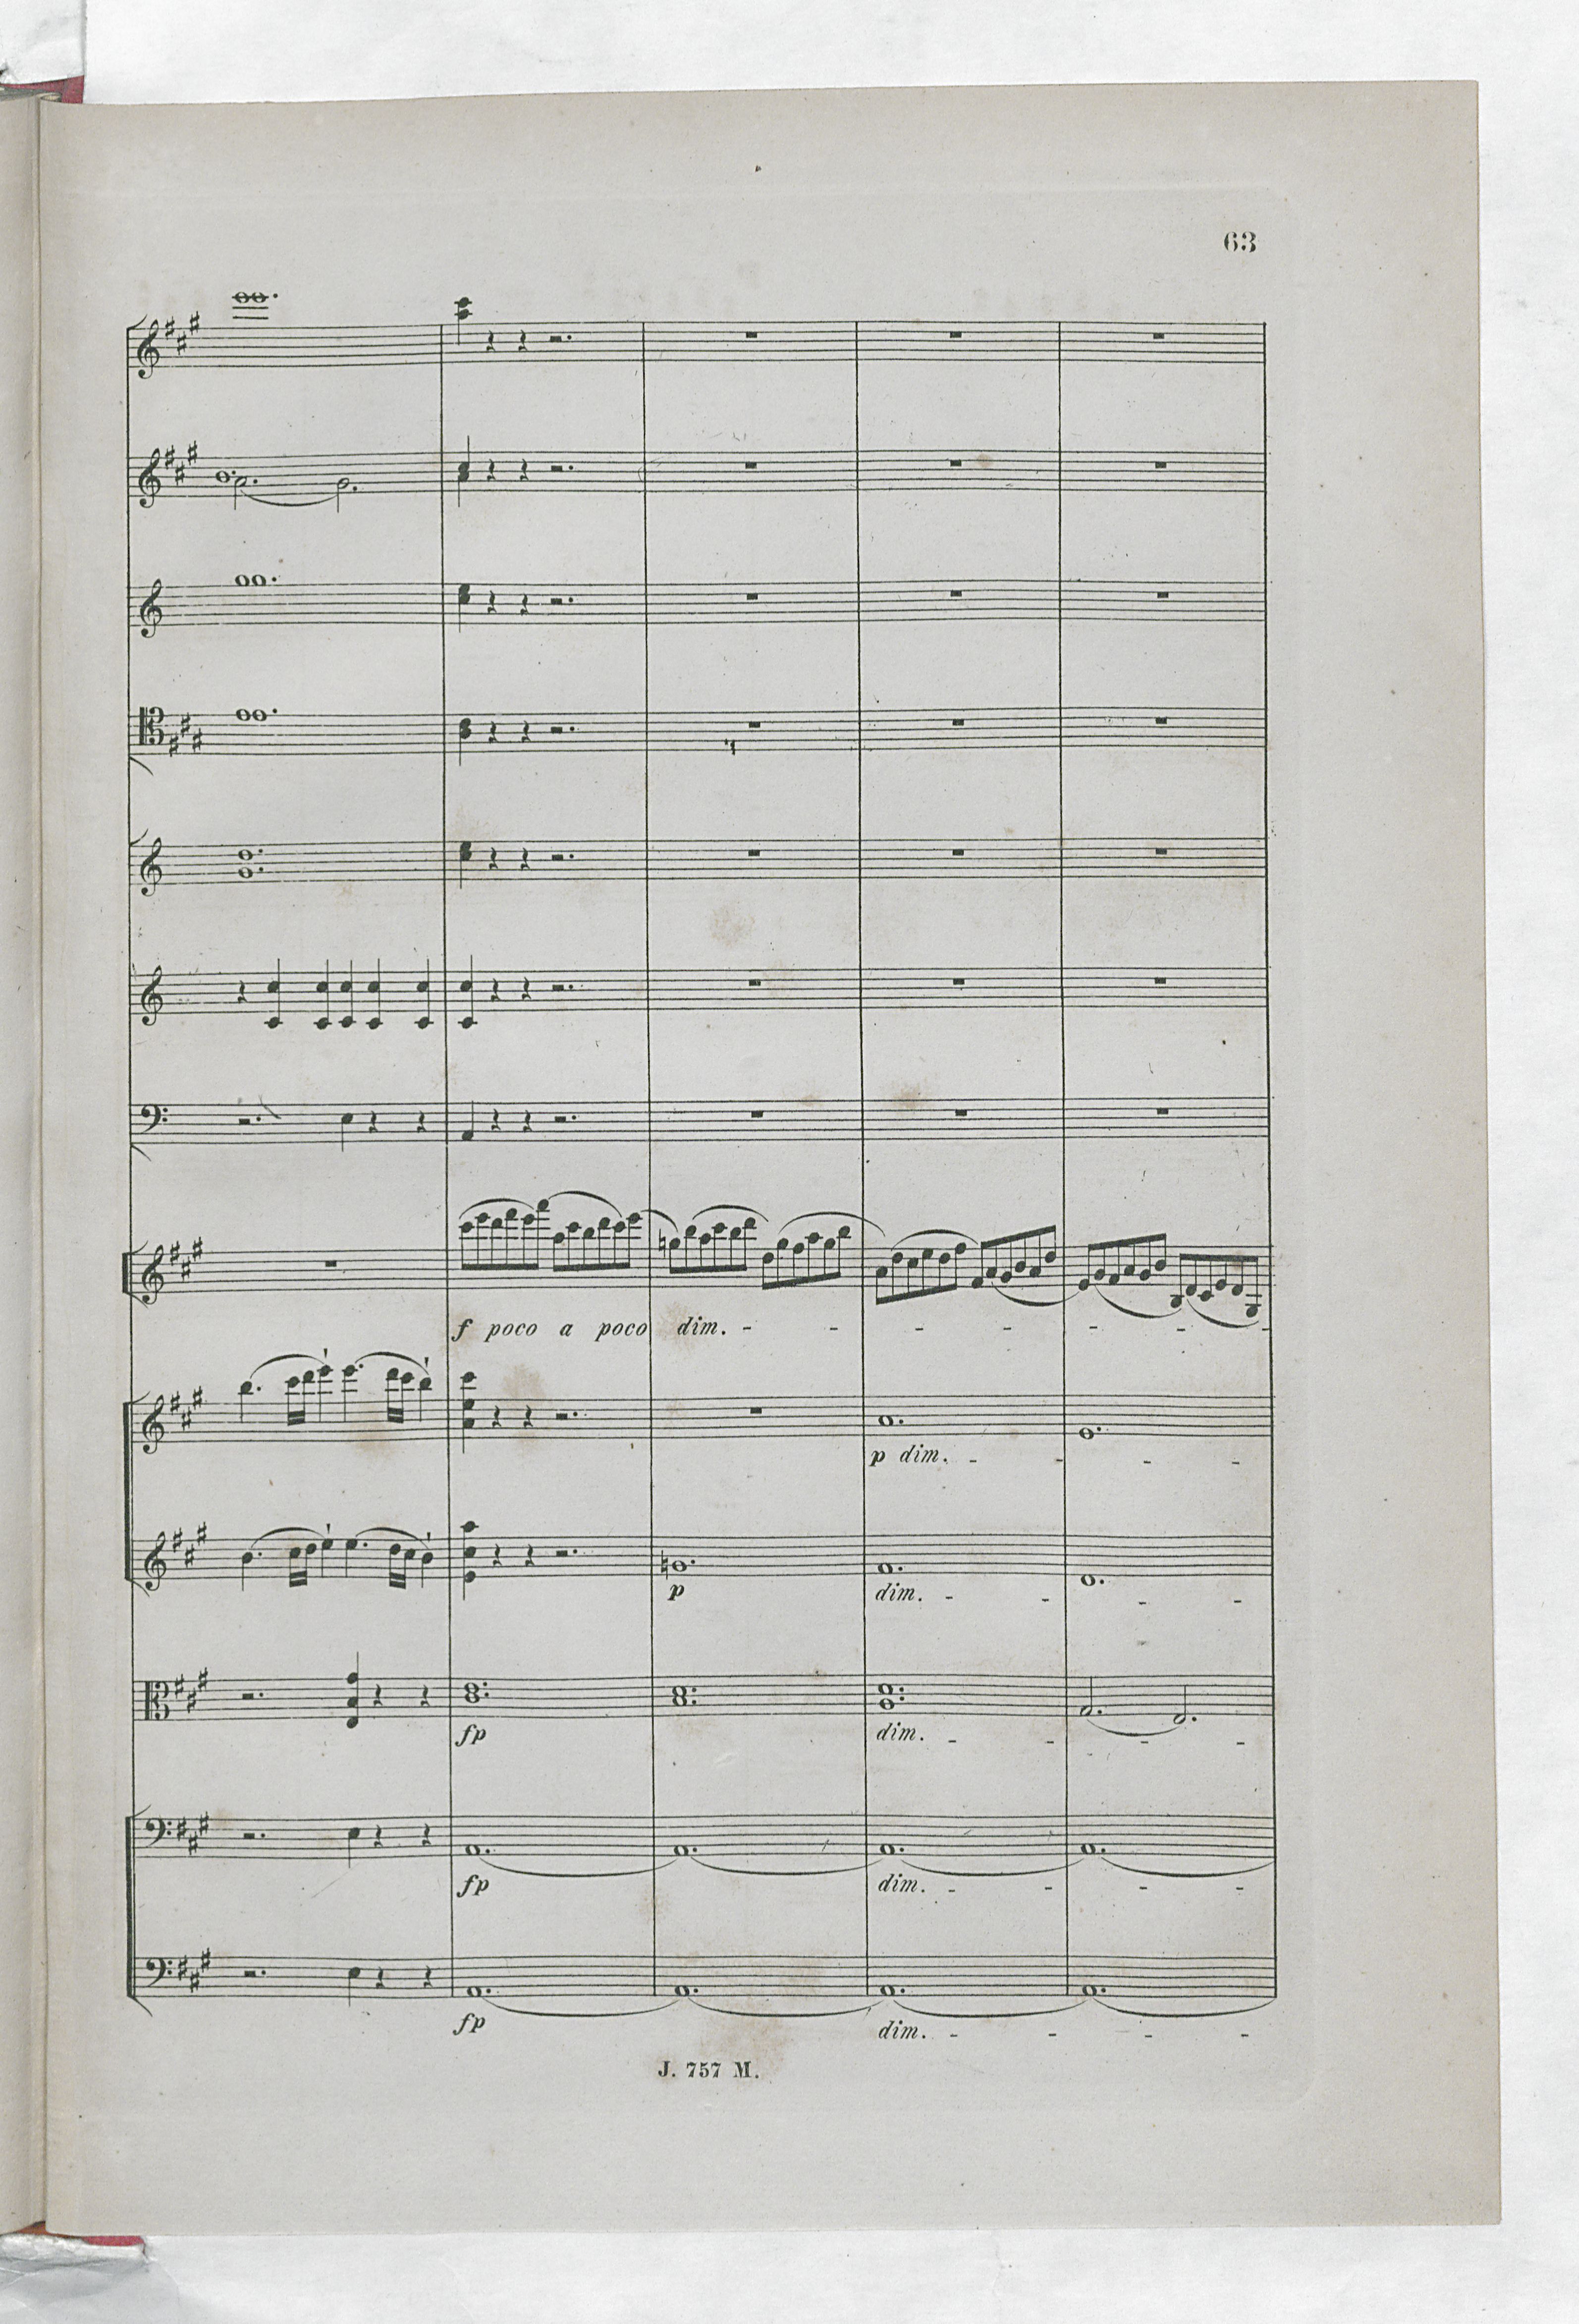 63
f poco a poco dim. - - - - - - -
p dim. - - - -
p dim. - - - -
fp dim. - - - -
fp dim. - - - -
fp dim. - - - -
J. 757 M.